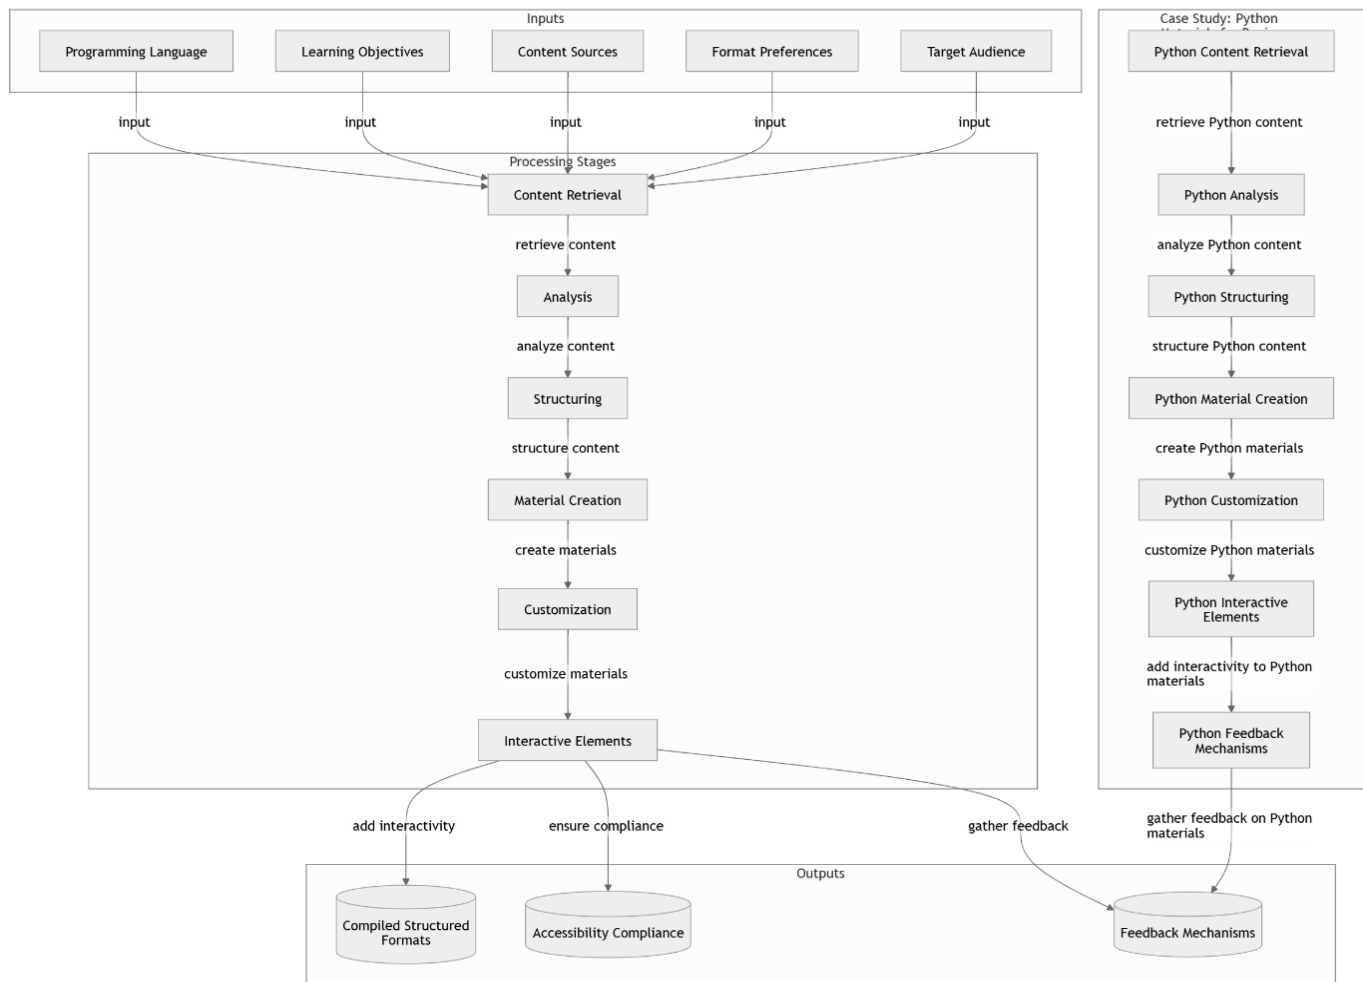 Inputs
Programming Language
Learning Objectives
Content Sources
Format Preferences
Target Audience
input
input
input
input
input
Processing Stages
Content Retrieval
retrieve content
Analysis
analyze content
Structuring
structure content
Material Creation
create materials
Customization
customize materials
Interactive Elements
add interactivity
ensure compliance
gather feedback
Case Study: Python
Python Content Retrieval
retrieve Python content
Python Analysis
analyze Python content
Python Structuring
structure Python content
Python Material Creation
create Python materials
Python Customization
customize Python materials
Python Interactive
Elements
add interactivity to Python
materials
Python Feedback
Mechanisms
gather feedback on Python
materials
Outputs
Compiled Structured
Formats
Accessibility Compliance
Feedback Mechanisms